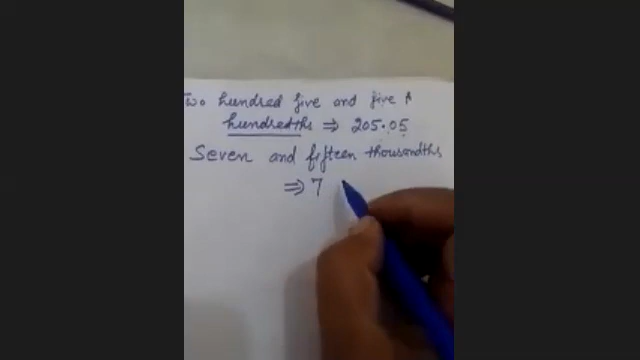 Two hundred five and five
hundredths ⇒ 205.05
Seven and fifteen thousandths
⇒ 7